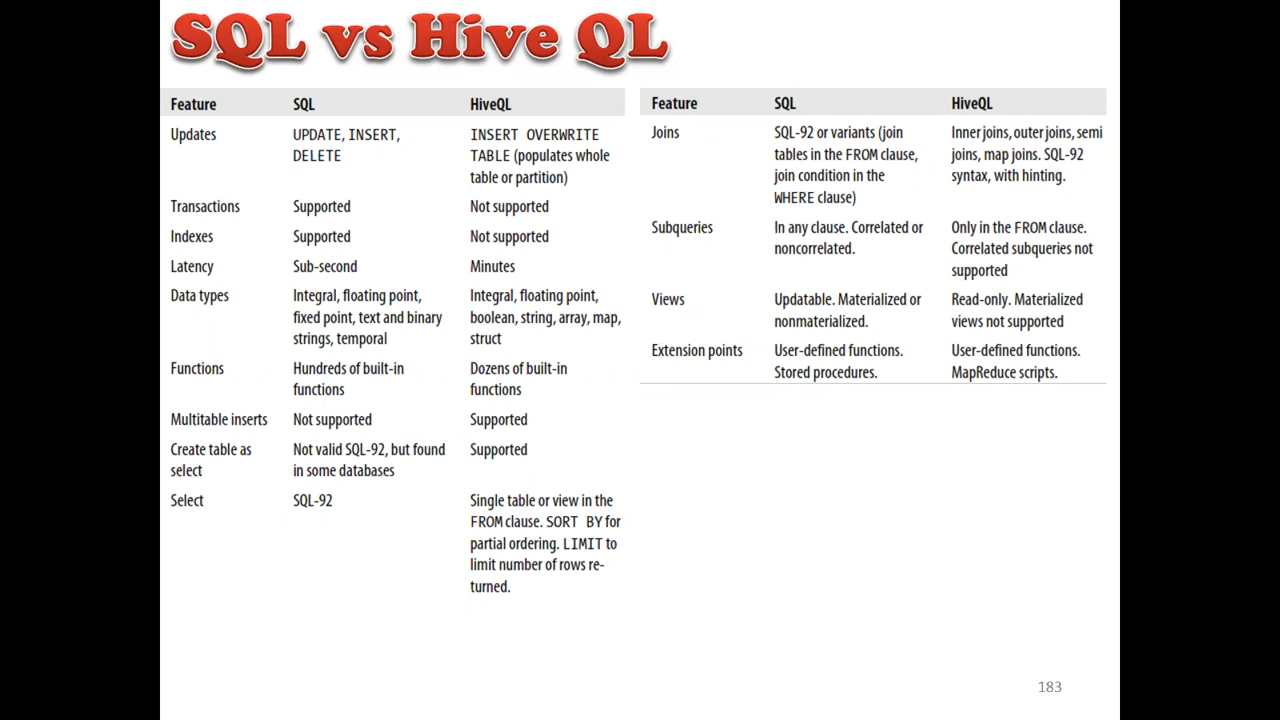 SQL vs Hive QL
Feature SQL HiveQL
Updates UPDATE, INSERT, INSERT OVERWRITE
DELETE TABLE (populates whole
table or partition)
Transactions Supported Not supported
Indexes Supported Not supported
Latency Sub-second Minutes
Data types Integral, floating point, Integral, floating point,
fixed point, text and binary boolean, string, array, map,
strings, temporal struct
Functions Hundreds of built-in Dozens of built-in
functions functions
Multitable inserts Not supported Supported
Create table as Not valid SQL-92, but found Supported
select in some databases
Select SQL-92 Single table or view in the
FROM clause. SORT BY for
partial ordering. LIMIT to
limit number of rows re-
turned.
Feature SQL HiveQL
Joins SQL-92 or variants (join Inner joins, outer joins, semi
tables in the FROM clause, joins, map joins. SQL-92
join condition in the syntax, with hinting.
WHERE clause)
Subqueries In any clause. Correlated or Only in the FROM clause.
noncorrelated. Correlated subqueries not
supported
Views Updatable. Materialized or Read-only. Materialized
nonmaterialized. views not supported
Extension points User-defined functions. User-defined functions.
Stored procedures. MapReduce scripts.
183